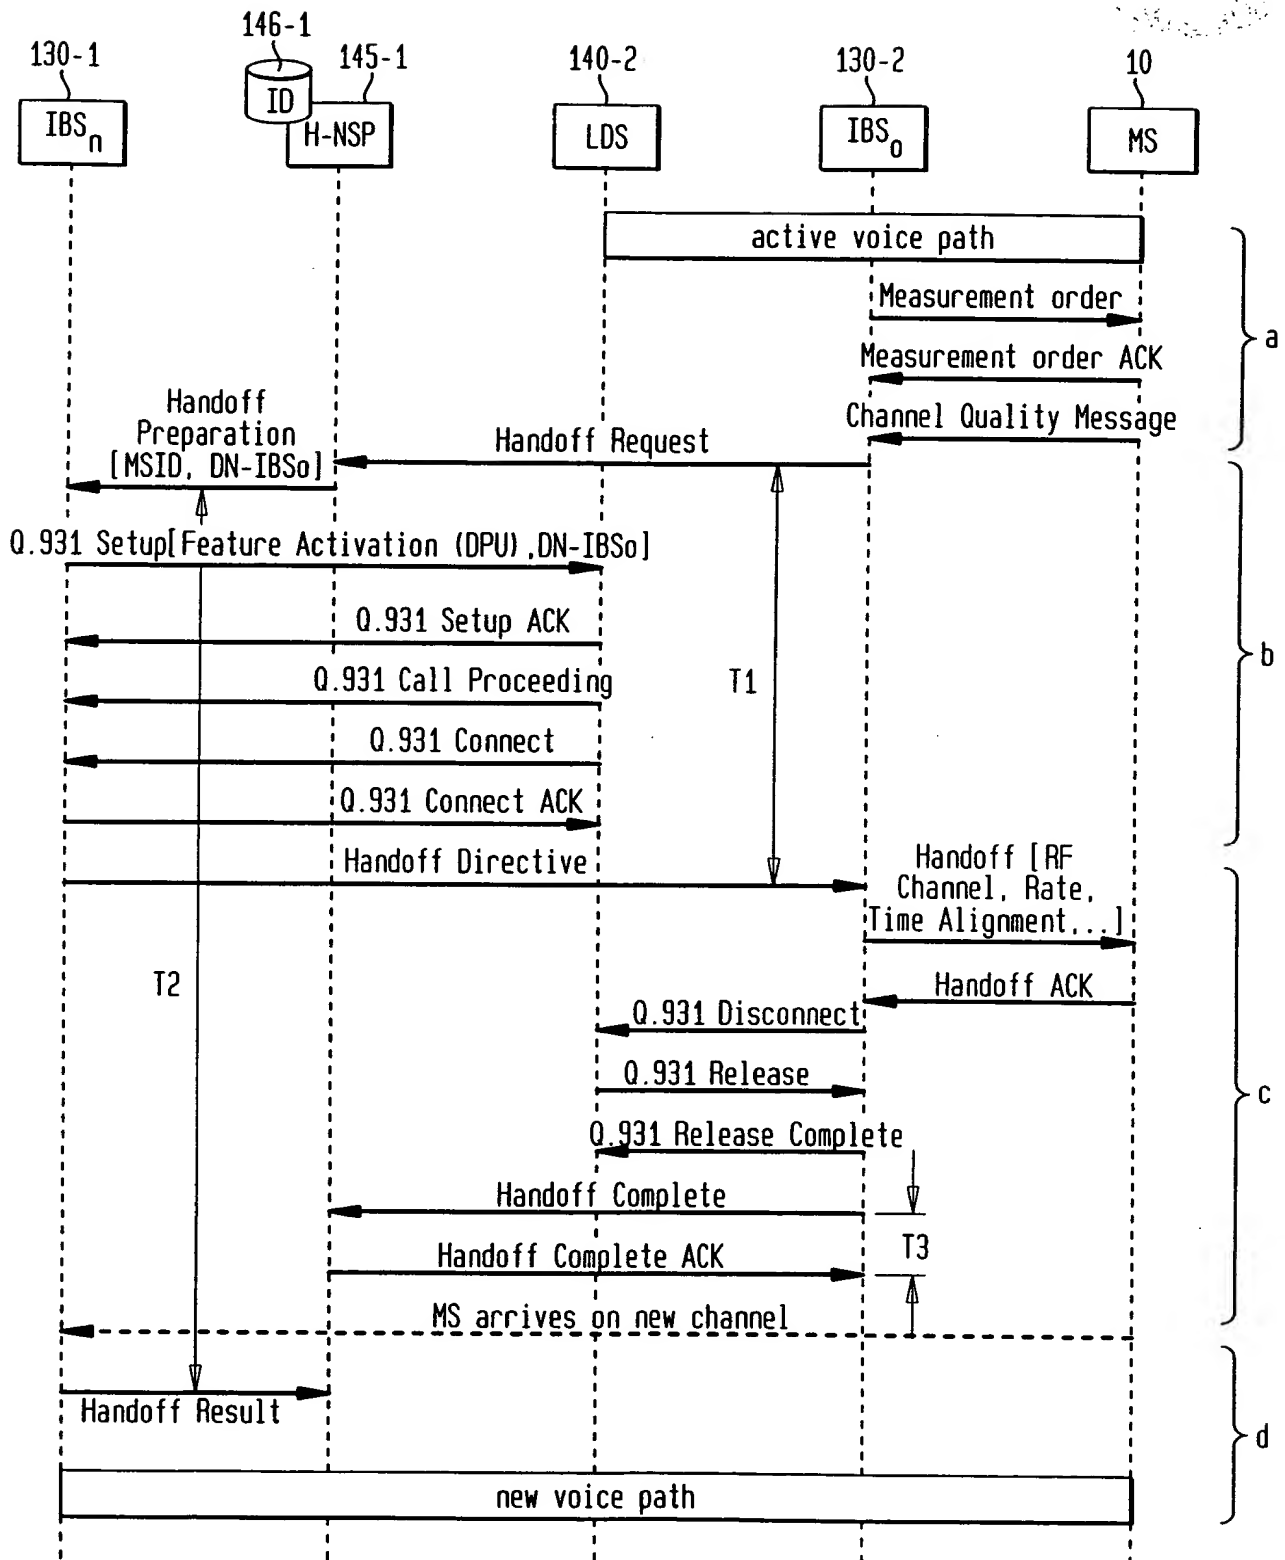 146-1
130-1
145-1
140-2
130-2
10
ID
IBSn
H-NSP
LDS
IBSo
MS
active voice path
Measurement order
a
Measurement order ACK
Handoff
Preparation
[MSID, DN-IBSo]
Channel Quality Message
Handoff Request
Q.931 Setup[Feature Activation (DPU),DN-IBSo]
Q.931 Setup ACK
b
Q.931 Call Proceeding
T1
Q.931 Connect
Q.931 Connect ACK
Handoff Directive
Handoff [RF
Channel, Rate,
Time Alignment,...]
T2
Handoff ACK
Q.931 Disconnect
Q.931 Release
c
Q.931 Release Complete
Handoff Complete
T3
Handoff Complete ACK
MS arrives on new channel
Handoff Result
d
new voice path